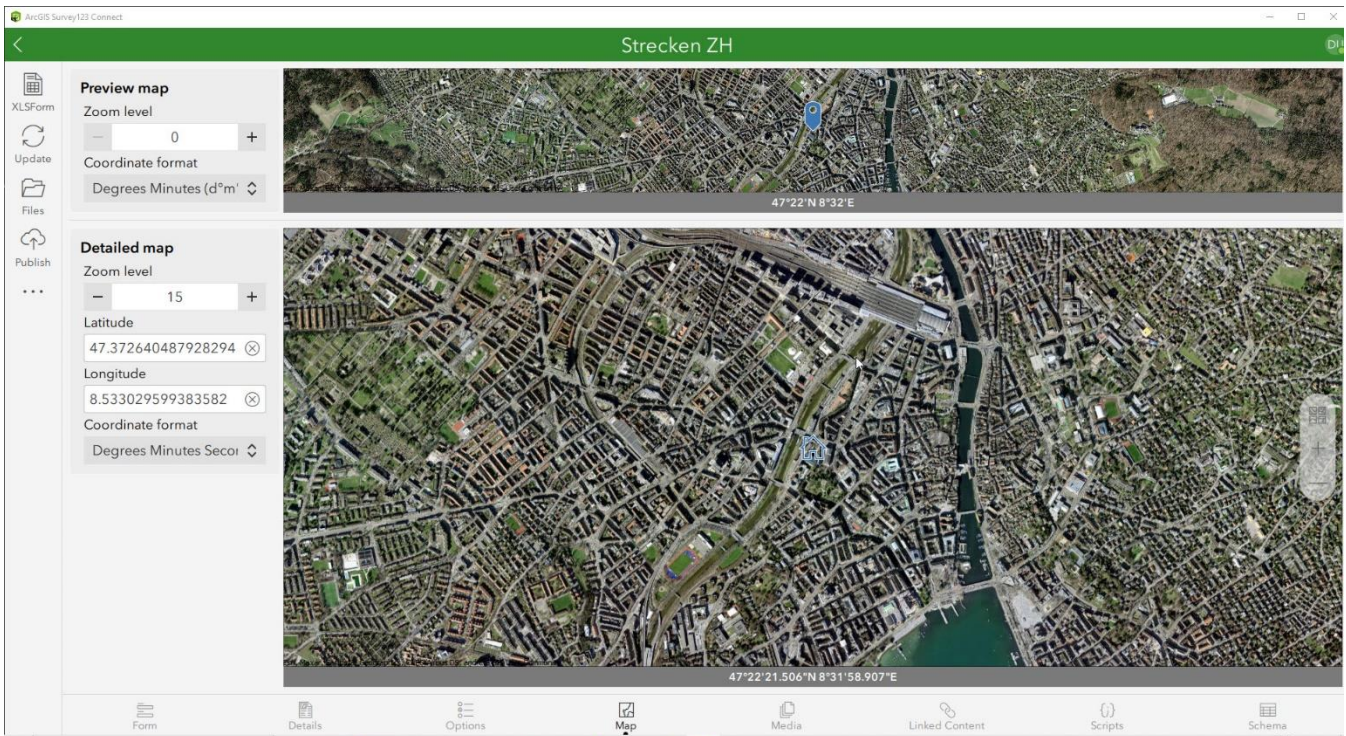 ArcGIS Survey123 Connect
Strecken ZH
DU
XLSForm
Update
Files
Publish
Preview map
Zoom level
0
Coordinate format
Degrees Minutes (d°m'
47°22'N 8°32'E
Detailed map
Zoom level
15
Latitude
47.372640487928294
Longitude
8.533029599383582
Coordinate format
Degrees Minutes Secon
47°22'21.506"N 8°31'58.907"E
Form
Details
Options
Map
Media
Linked Content
Scripts
Schema